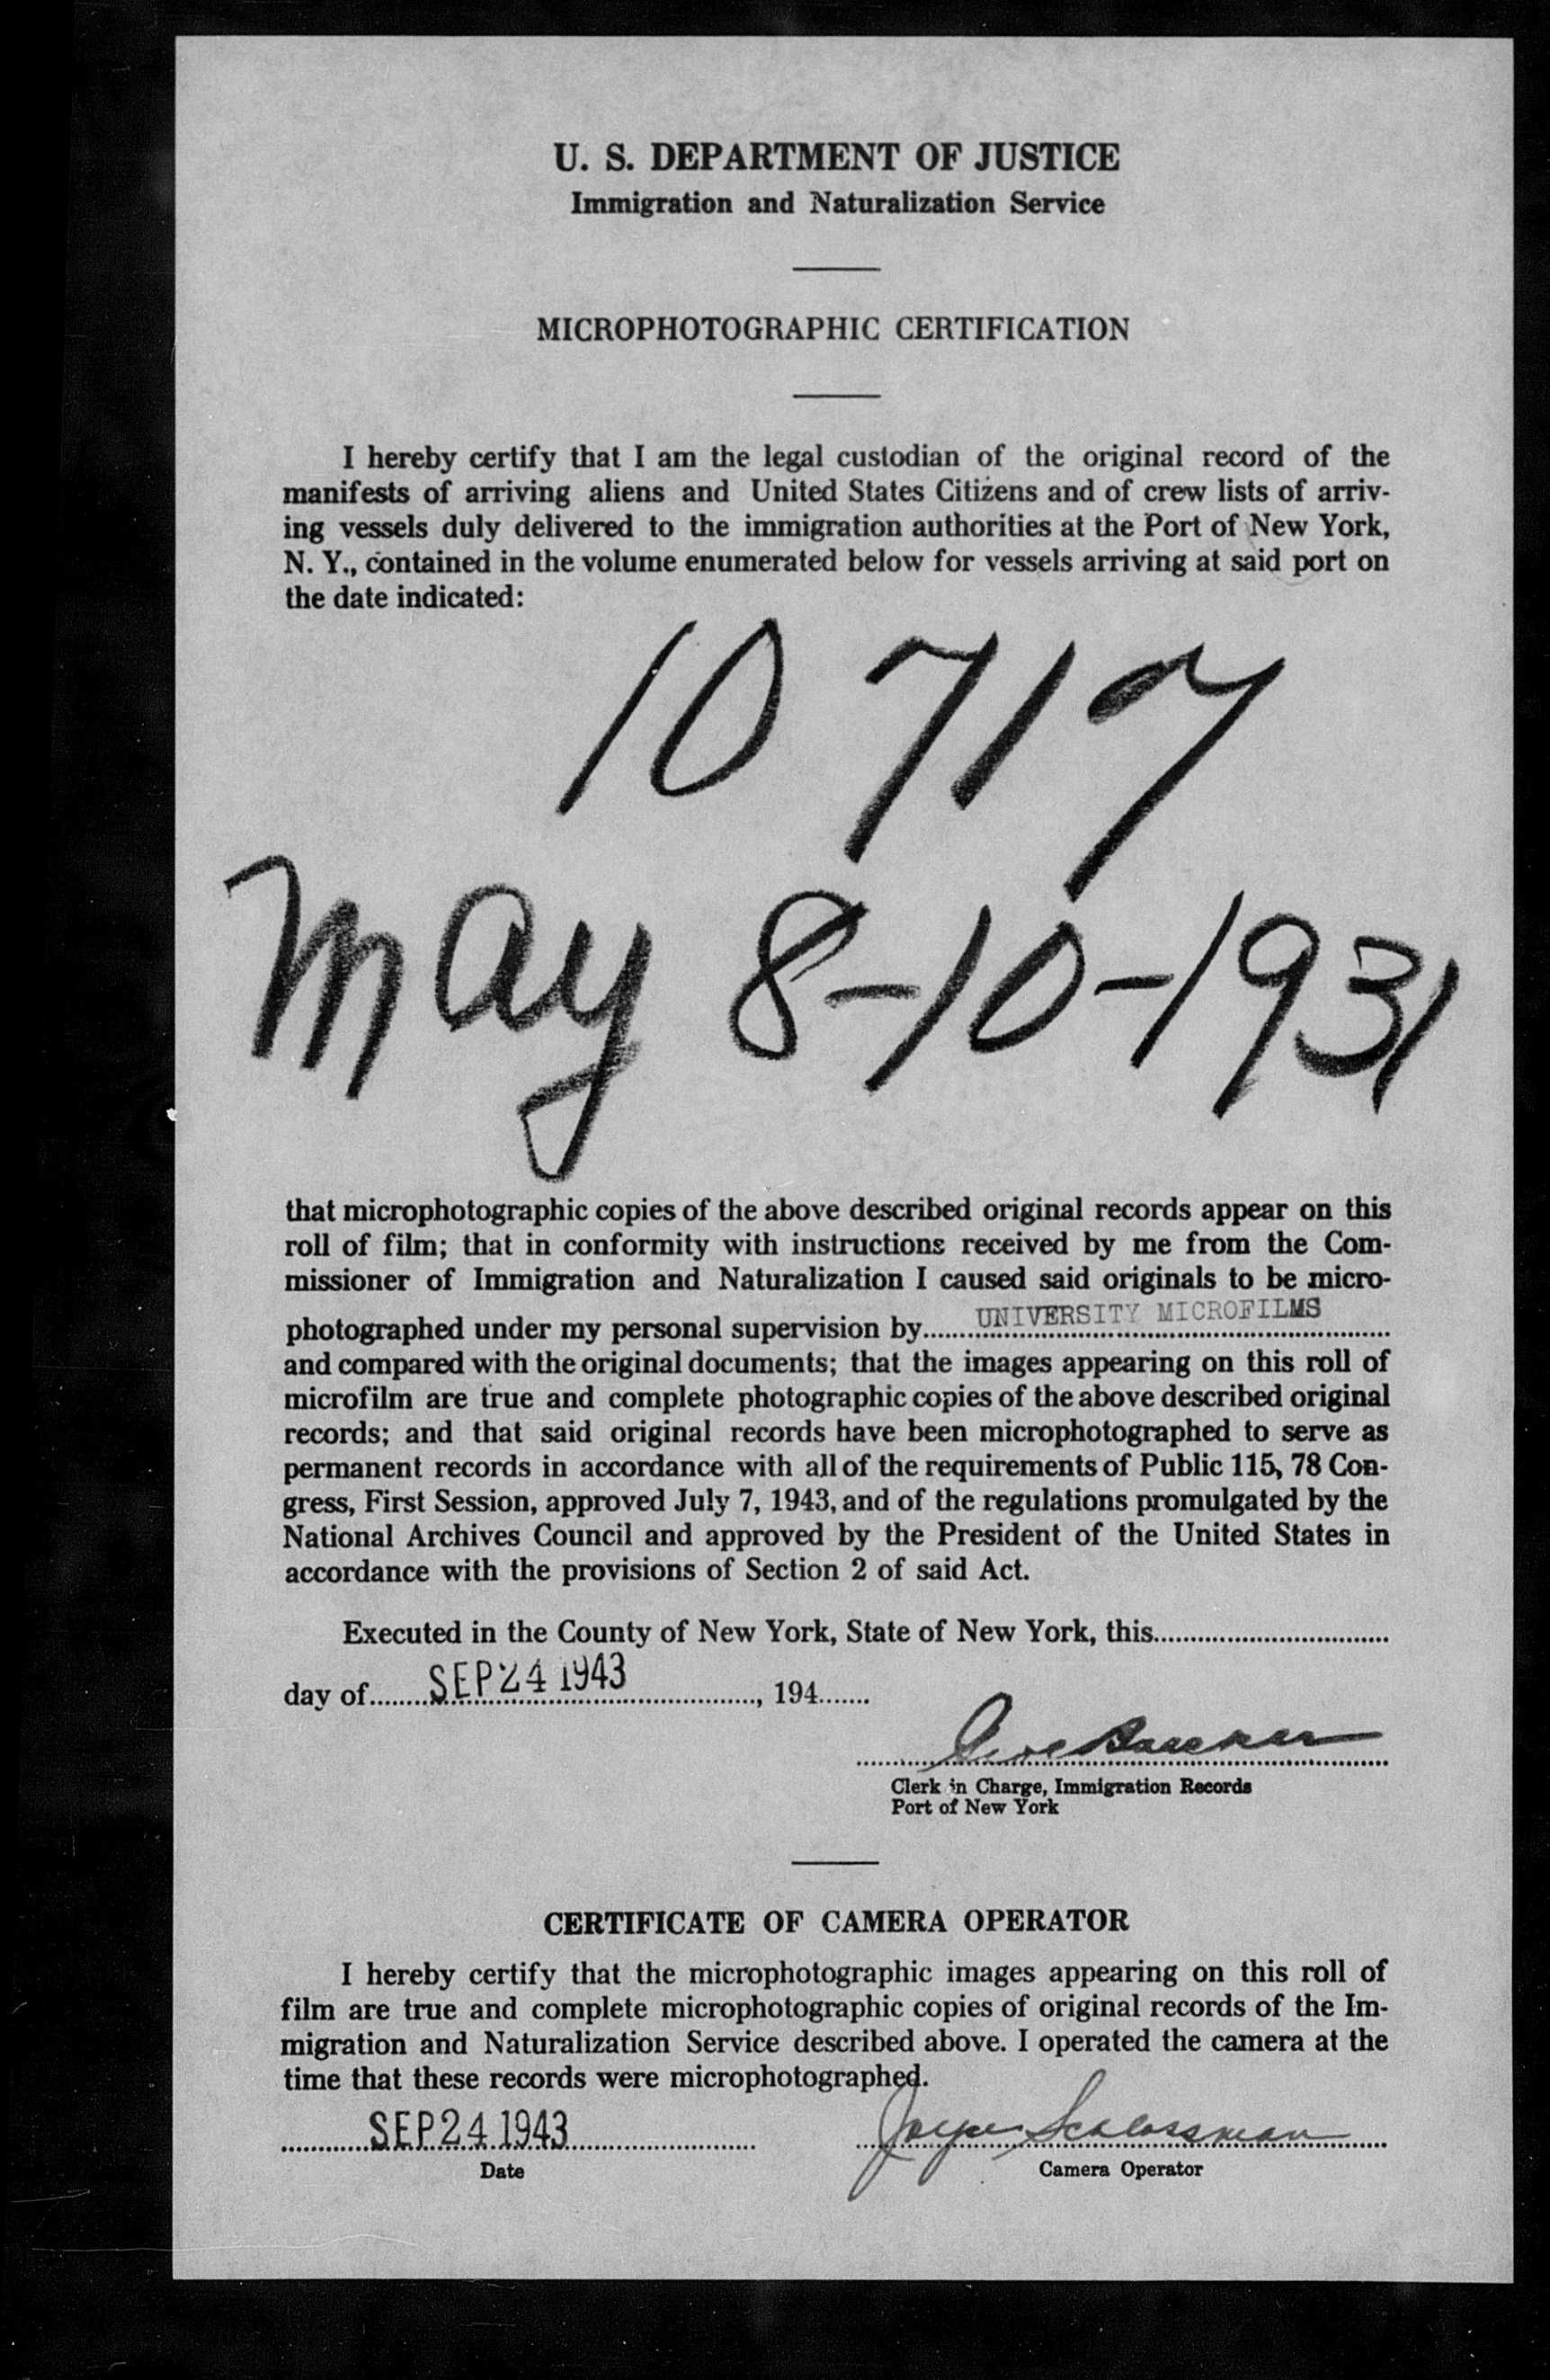 U. S. DEPARTMENT OF JUSTICE
Immigration and Naturalization Service
MICROPHOTOGRAPHIC CERTIFICATION
I hereby certify that I am the legal custodian of the original record of the
manifests of arriving aliens and United States Citizens and of crew lists of arriv-
ing vessels duly delivered to the immigration authorities at the Port of New York,
N. Y., contained in the volume enumerated below for vessels arriving at said port on
the date indicated:
10717
May 8-10-1931
that microphotographic copies of the above described original records appear on this
roll of film; that in conformity with instructions received by me from the Com-
missioner of Immigration and Naturalization I caused said originals to be micro-
photographed under my personal supervision by UNIVERSITY MICROFILMS
and compared with the original documents; that the images appearing on this roll of
microfilm are true and complete photographic copies of the above described original
records; and that said original records have been microphotographed to serve as
permanent records in accordance with all of the requirements of Public 115, 78 Con-
gress, First Session, approved July 7, 1943, and of the regulations promulgated by the
National Archives Council and approved by the President of the United States in
accordance with the provisions of Section 2 of said Act.
Executed in the County of New York, State of New York, this
day of SEP 24 1943, 194
Clerk in Charge, Immigration Records
Port of New York
CERTIFICATE OF CAMERA OPERATOR
I hereby certify that the microphotographic images appearing on this roll of
film are true and complete microphotographic copies of original records of the Im-
migration and Naturalization Service described above. I operated the camera at the
time that these records were microphotographed.
SEP 24 1943 Schlossman
Date Camera Operator